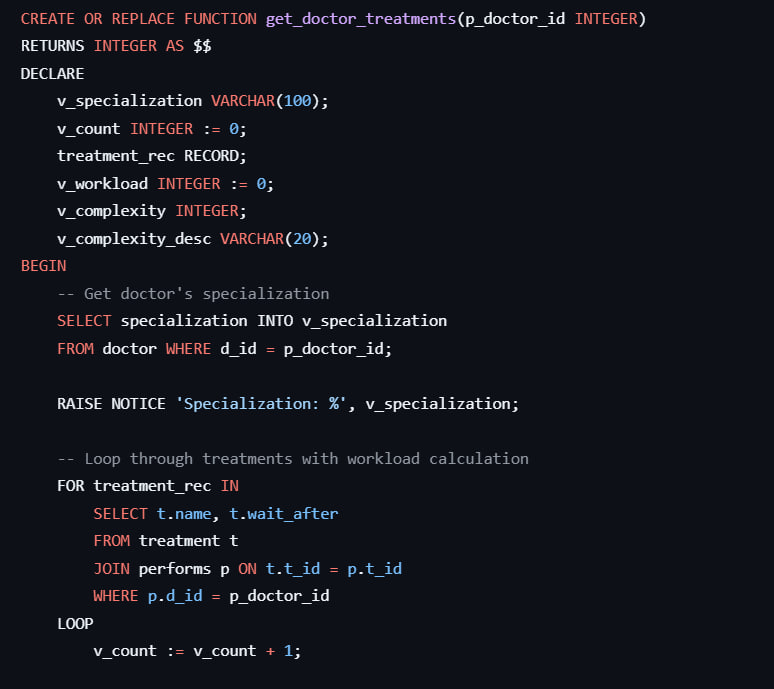 CREATE OR REPLACE FUNCTION get_doctor_treatments(p_doctor_id INTEGER)
RETURNS INTEGER AS $$
DECLARE
    v_specialization VARCHAR(100);
    v_count INTEGER := 0;
    treatment_rec RECORD;
    v_workload INTEGER := 0;
    v_complexity INTEGER;
    v_complexity_desc VARCHAR(20);
BEGIN
    -- Get doctor's specialization
    SELECT specialization INTO v_specialization
    FROM doctor WHERE d_id = p_doctor_id;

    RAISE NOTICE 'Specialization: %', v_specialization;

    -- Loop through treatments with workload calculation
    FOR treatment_rec IN
        SELECT t.name, t.wait_after
        FROM treatment t
        JOIN performs p ON t.t_id = p.t_id
        WHERE p.d_id = p_doctor_id
    LOOP
        v_count := v_count + 1;